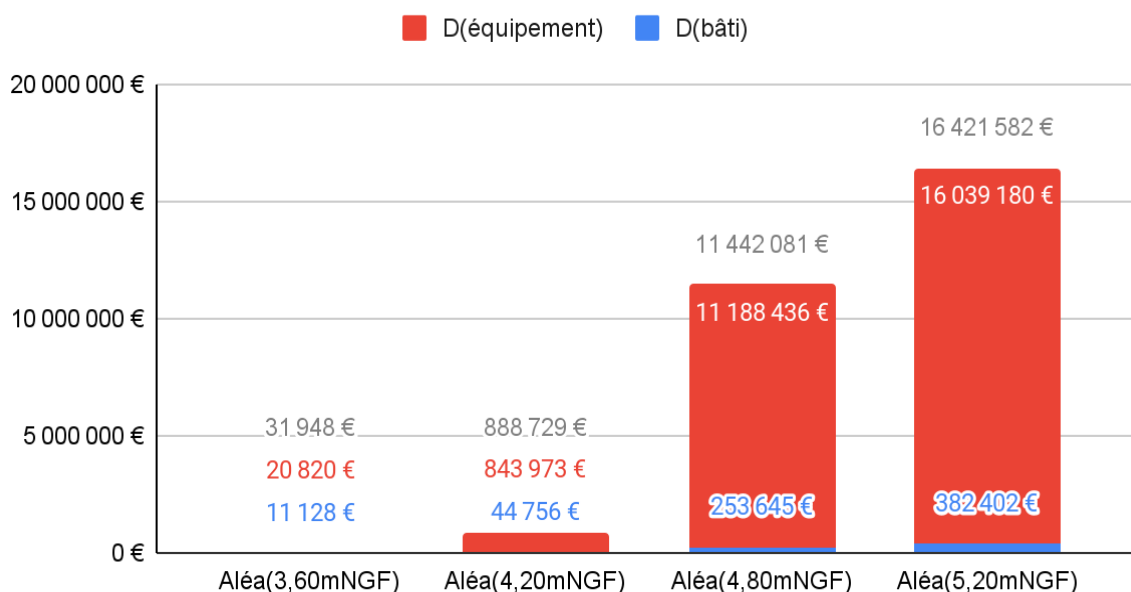 D(équipement) D(bâti)
20 000 000 €
15 000 000 €
10 000 000 €
5 000 000 €
0 €
31 948 €
20 820 €
11 128 €
888 729 €
843 973 €
44 756 €
11 442 081 €
11 188 436 €
253 645 €
16 421 582 €
16 039 180 €
382 402 €
Aléa(3,60mNGF) Aléa(4,20mNGF) Aléa(4,80mNGF) Aléa(5,20mNGF)